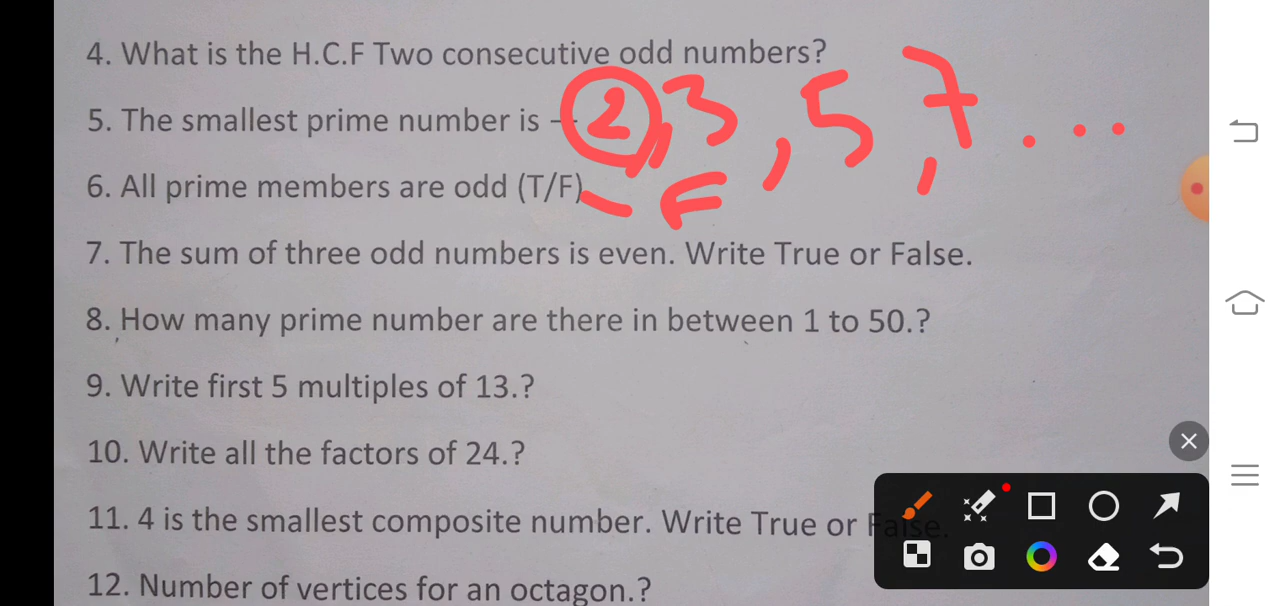 4. What is the H.C.F Two consecutive odd numbers?
5. The smallest prime number is – 2, 3, 5, 7 . . .
6. All prime members are odd (T/F) – F
7. The sum of three odd numbers is even. Write True or False.
8. How many prime number are there in between 1 to 50.?
9. Write first 5 multiples of 13.?
10. Write all the factors of 24.?
11. 4 is the smallest composite number. Write True or False.
12. Number of vertices for an octagon.?